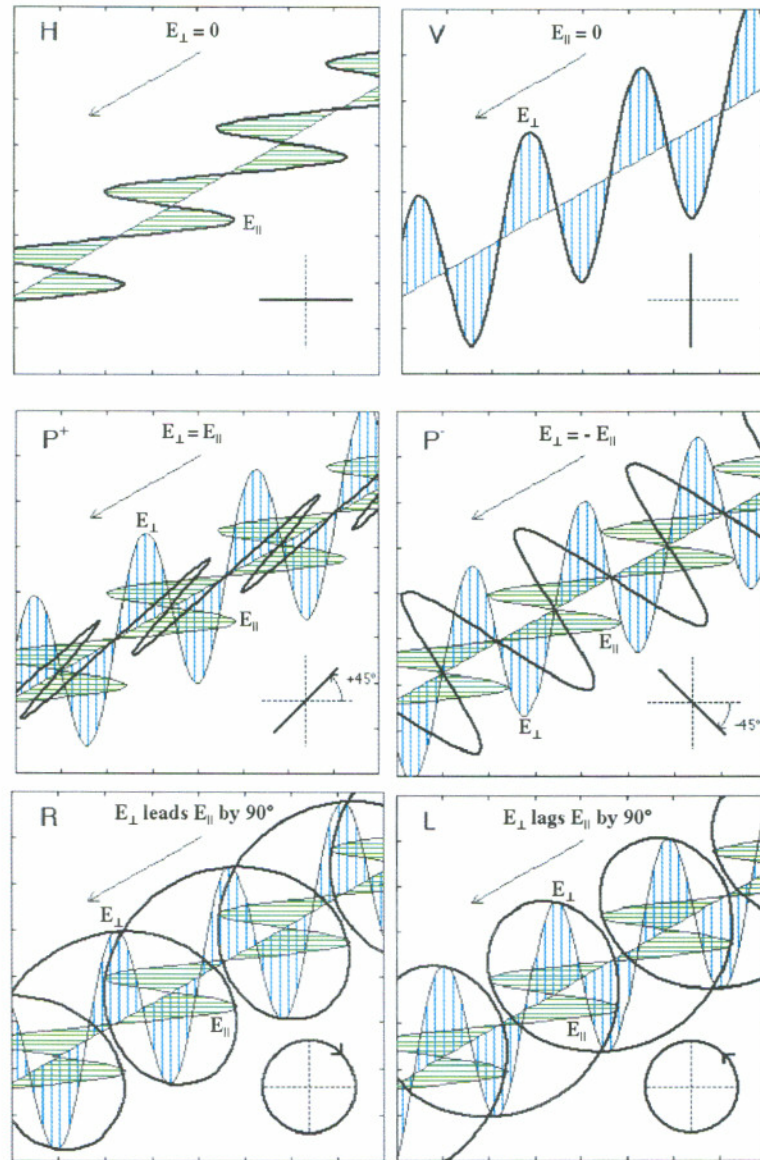 H
E⊥ = 0
E||
V
E|| = 0
E⊥
P+
E⊥ = E||
E⊥
E||
+45°
P-
E⊥ = - E||
E||
E⊥
-45°
R
E⊥ leads E|| by 90°
E⊥
E||
L
E⊥ lags E|| by 90°
E⊥
E||